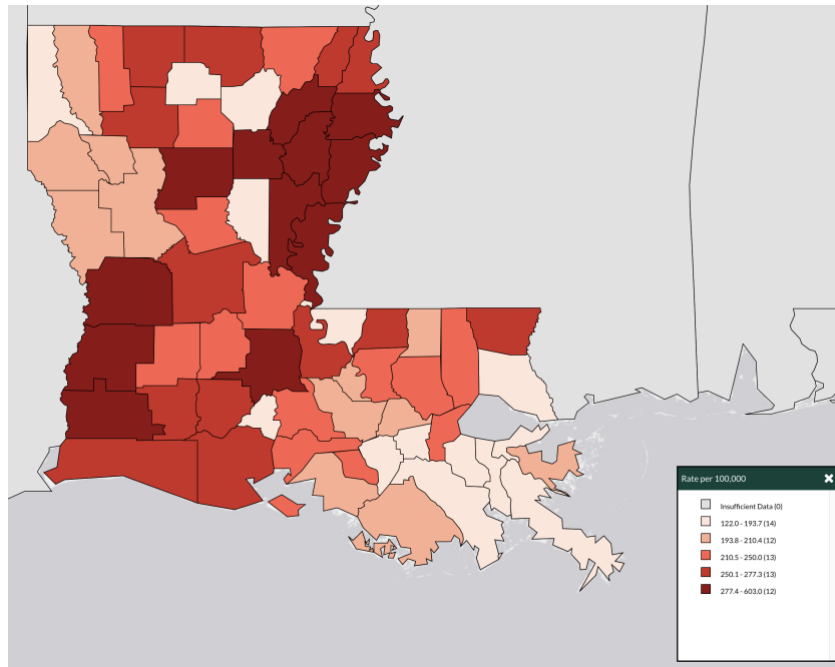 Rate per 100,000
Insufficient Data (0)
122.0 - 193.7 (14)
193.8 - 210.4 (12)
210.5 - 250.0 (13)
250.1 - 277.3 (13)
277.4 - 603.0 (12)